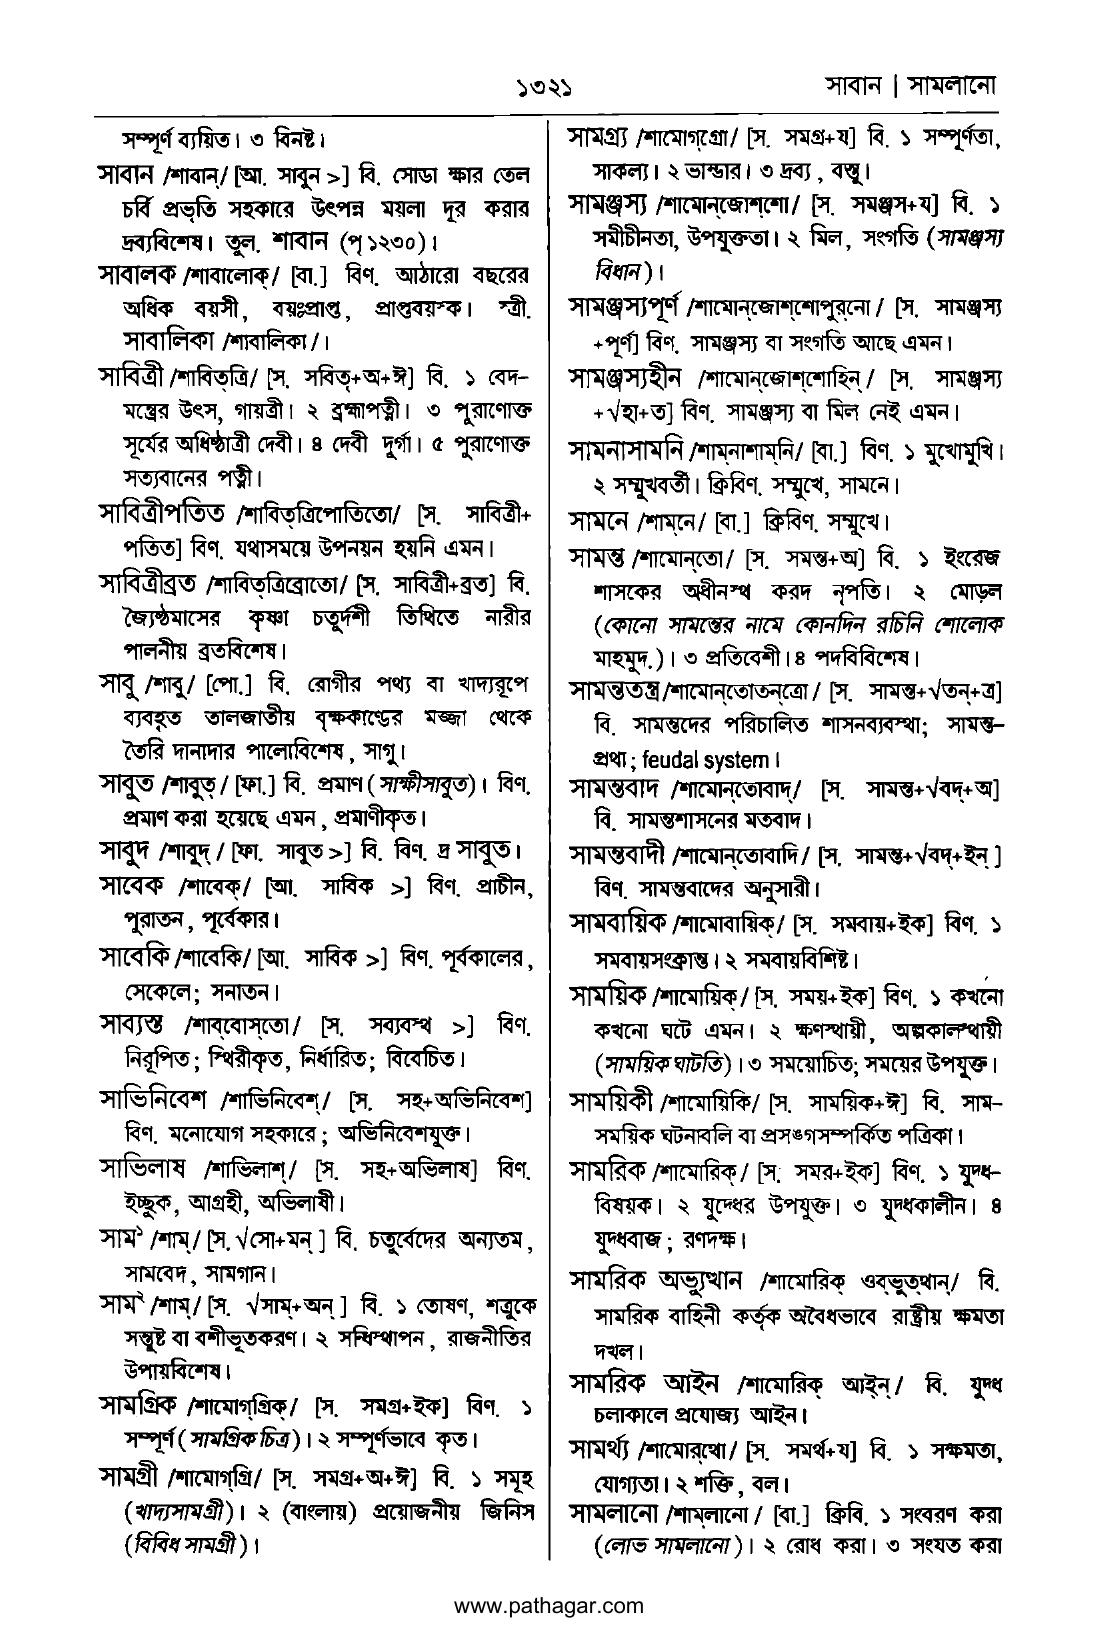 ১৩২১
সাবান | সামলানো
সম্পূর্ণ ব্যয়িত। ৩ বিনষ্ট।
সাবান /শাবান্/ [আ. সাবুন >] বি. সোডা ক্ষার তেল
চর্বি প্রভৃতি সহকারে উৎপন্ন ময়লা দূর করার
দ্রব্যবিশেষ। তুল. শাবান (পৃ ১২৩০)।
সাবালক /শাবালোক্/ [বা.] বিণ. আঠারো বছরের
অধিক বয়সী, বয়ঃপ্রাপ্ত, প্রাপ্তবয়স্ক। স্ত্রী.
সাবালিকা /শাবালিকা/।
সাবিত্রী /শাবিত্‌ত্রি/ [স. সবিতৃ+অ+ঈ] বি. ১ বেদ-
মন্ত্রের উৎস, গায়ত্রী। ২ ব্রহ্মাপত্নী। ৩ পুরাণোক্ত
সূর্যের অধিষ্ঠাত্রী দেবী। ৪ দেবী দুর্গা। ৫ পুরাণোক্ত
সত্যবানের পত্নী।
সাবিত্রীপতিত /শাবিত্‌ত্রিপোতিতো/ [স. সাবিত্রী+
পতিত] বিণ. যথাসময়ে উপনয়ন হয়নি এমন।
সাবিত্রীব্রত /শাবিত্‌ত্রিব্রোতো/ [স. সাবিত্রী+ব্রত] বি.
জ্যৈষ্ঠমাসের কৃষ্ণা চতুর্দশী তিথিতে নারীর
পালনীয় ব্রতবিশেষ।
সাবু /শাবু/ [পো.] বি. রোগীর পথ্য বা খাদ্যরূপে
ব্যবহৃত তালজাতীয় বৃক্ষকাণ্ডের মজ্জা থেকে
তৈরি দানাদার পালোবিশেষ, সাগু।
সাবুত /শাবুত্/ [ফা.] বি. প্রমাণ (সাক্ষীসাবুত)। বিণ.
প্রমাণ করা হয়েছে এমন, প্রমাণীকৃত।
সাবুদ /শাবুদ্/ [ফা. সাবুত >] বি. বিণ. দ্র সাবুত।
সাবেক /শাবেক্/ [আ. সাবিক >] বিণ. প্রাচীন,
পুরাতন, পূর্বেকার।
সাবেকি /শাবেকি/ [আ. সাবিক >] বিণ. পূর্বকালের,
সেকেলে; সনাতন।
সাব্যস্ত /শাব্‌বোস্‌তো/ [স. সব্যবস্থ >] বিণ.
নিরূপিত; স্থিরীকৃত, নির্ধারিত; বিবেচিত।
সাভিনিবেশ /শাভিনিবেশ্/ [স. সহ+অভিনিবেশ]
বিণ. মনোযোগ সহকারে; অভিনিবেশযুক্ত।
সাভিলাষ /শাভিলাশ্/ [স. সহ+অভিলাষ] বিণ.
ইচ্ছুক, আগ্রহী, অভিলাষী।
সাম১ /শাম্/ [স. √সো+মন্] বি. চতুর্বেদের অন্যতম,
সামবেদ, সামগান।
সাম২ /শাম্/ [স. √সাম্+অন্] বি. ১ তোষণ, শত্রুকে
সন্তুষ্ট বা বশীভূতকরণ। ২ সন্ধিস্থাপন, রাজনীতির
উপায়বিশেষ।
সামগ্রিক /শামোগ্‌গ্রিক্/ [স. সমগ্র+ইক] বিণ. ১
সম্পূর্ণ (সামগ্রিক চিত্র)। ২ সম্পূর্ণভাবে কৃত।
সামগ্রী /শামোগ্‌গ্রি/ [স. সমগ্র+অ+ঈ] বি. ১ সমূহ
(খাদ্যসামগ্রী)। ২ (বাংলায়) প্রয়োজনীয় জিনিস
(বিবিধ সামগ্রী)।
সামগ্র্য /শামোগ্‌গ্রো/ [স. সমগ্র+য] বি. ১ সম্পূর্ণতা,
সাকল্য। ২ ভান্ডার। ৩ দ্রব্য, বস্তু।
সামঞ্জস্য /শামোন্‌জোশ্‌শো/ [স. সমঞ্জস+য] বি. ১
সমীচীনতা, উপযুক্ততা। ২ মিল, সংগতি (সামঞ্জস্য
বিধান)।
সামঞ্জস্যপূর্ণ /শামোন্‌জোশ্‌শোপুর্‌নো/ [স. সামঞ্জস্য
+পূর্ণ] বিণ. সামঞ্জস্য বা সংগতি আছে এমন।
সামঞ্জস্যহীন /শামোন্‌জোশ্‌শোহিন্/ [স. সামঞ্জস্য
+√হা+ত] বিণ. সামঞ্জস্য বা মিল নেই এমন।
সামনাসামনি /শাম্‌নাশাম্‌নি/ [বা.] বিণ. ১ মুখোমুখি।
২ সম্মুখবর্তী। ক্রিবিণ. সম্মুখে, সামনে।
সামনে /শাম্‌নে/ [বা.] ক্রিবিণ. সম্মুখে।
সামন্ত /শামোন্‌তো/ [স. সমন্ত+অ] বি. ১ ইংরেজ
শাসকের অধীনস্থ করদ নৃপতি। ২ মোড়ল
(কোনো সামন্তের নামে কোনদিন রচিনি শোলোক
মাহমুদ.)। ৩ প্রতিবেশী। ৪ পদবিবিশেষ।
সামন্ততন্ত্র /শামোন্‌তোতন্‌ত্রো/ [স. সামন্ত+√তন্+ত্র]
বি. সামন্তদের পরিচালিত শাসনব্যবস্থা; সামন্ত-
প্রথা; feudal system।
সামন্তবাদ /শামোন্‌তোবাদ্/ [স. সামন্ত+√বদ্+অ]
বি. সামন্তশাসনের মতবাদ।
সামন্তবাদী /শামোন্‌তোবাদি/ [স. সামন্ত+√বদ্+ইন্]
বিণ. সামন্তবাদের অনুসারী।
সামবায়িক /শামোবায়িক্/ [স. সমবায়+ইক] বিণ. ১
সমবায়সংক্রান্ত। ২ সমবায়বিশিষ্ট।
সাময়িক /শামোয়িক্/ [স. সময়+ইক] বিণ. ১ কখনো
কখনো ঘটে এমন। ২ ক্ষণস্থায়ী, অল্পকালস্থায়ী
(সাময়িক ঘাটতি)। ৩ সময়োচিত; সময়ের উপযুক্ত।
সাময়িকী /শামোয়িকি/ [স. সাময়িক+ঈ] বি. সাম-
সময়িক ঘটনাবলি বা প্রসঙ্গসম্পর্কিত পত্রিকা।
সামরিক /শামোরিক্/ [স. সমর+ইক] বিণ. ১ যুদ্ধ-
বিষয়ক। ২ যুদ্ধের উপযুক্ত। ৩ যুদ্ধকালীন। ৪
যুদ্ধবাজ; রণদক্ষ।
সামরিক অভ্যুত্থান /শামোরিক্ ওব্‌ভুত্‌থান্/ বি.
সামরিক বাহিনী কর্তৃক অবৈধভাবে রাষ্ট্রীয় ক্ষমতা
দখল।
সামরিক আইন /শামোরিক্ আইন্/ বি. যুদ্ধ
চলাকালে প্রযোজ্য আইন।
সামর্থ্য /শামোর্‌থো/ [স. সমর্থ+য] বি. ১ সক্ষমতা,
যোগ্যতা। ২ শক্তি, বল।
সামলানো /শাম্‌লানো/ [বা.] ক্রিবি. ১ সংবরণ করা
(লোভ সামলানো)। ২ রোধ করা। ৩ সংযত করা
www.pathagar.com